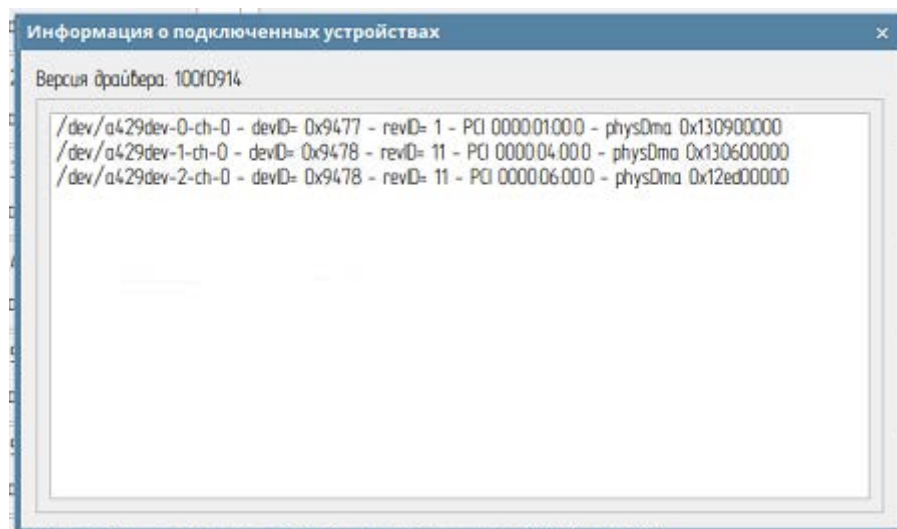 Информация о подключенных устройствах
Версия драйвера: 100f0914
/dev/a429dev-0-ch-0 - devID= 0x9477 - revID= 1 - PCI 0000:01:00.0 - physDma 0x130900000
/dev/a429dev-1-ch-0 - devID= 0x9478 - revID= 11 - PCI 0000:04:00.0 - physDma 0x130600000
/dev/a429dev-2-ch-0 - devID= 0x9478 - revID= 11 - PCI 0000:06:00.0 - physDma 0x12ed00000